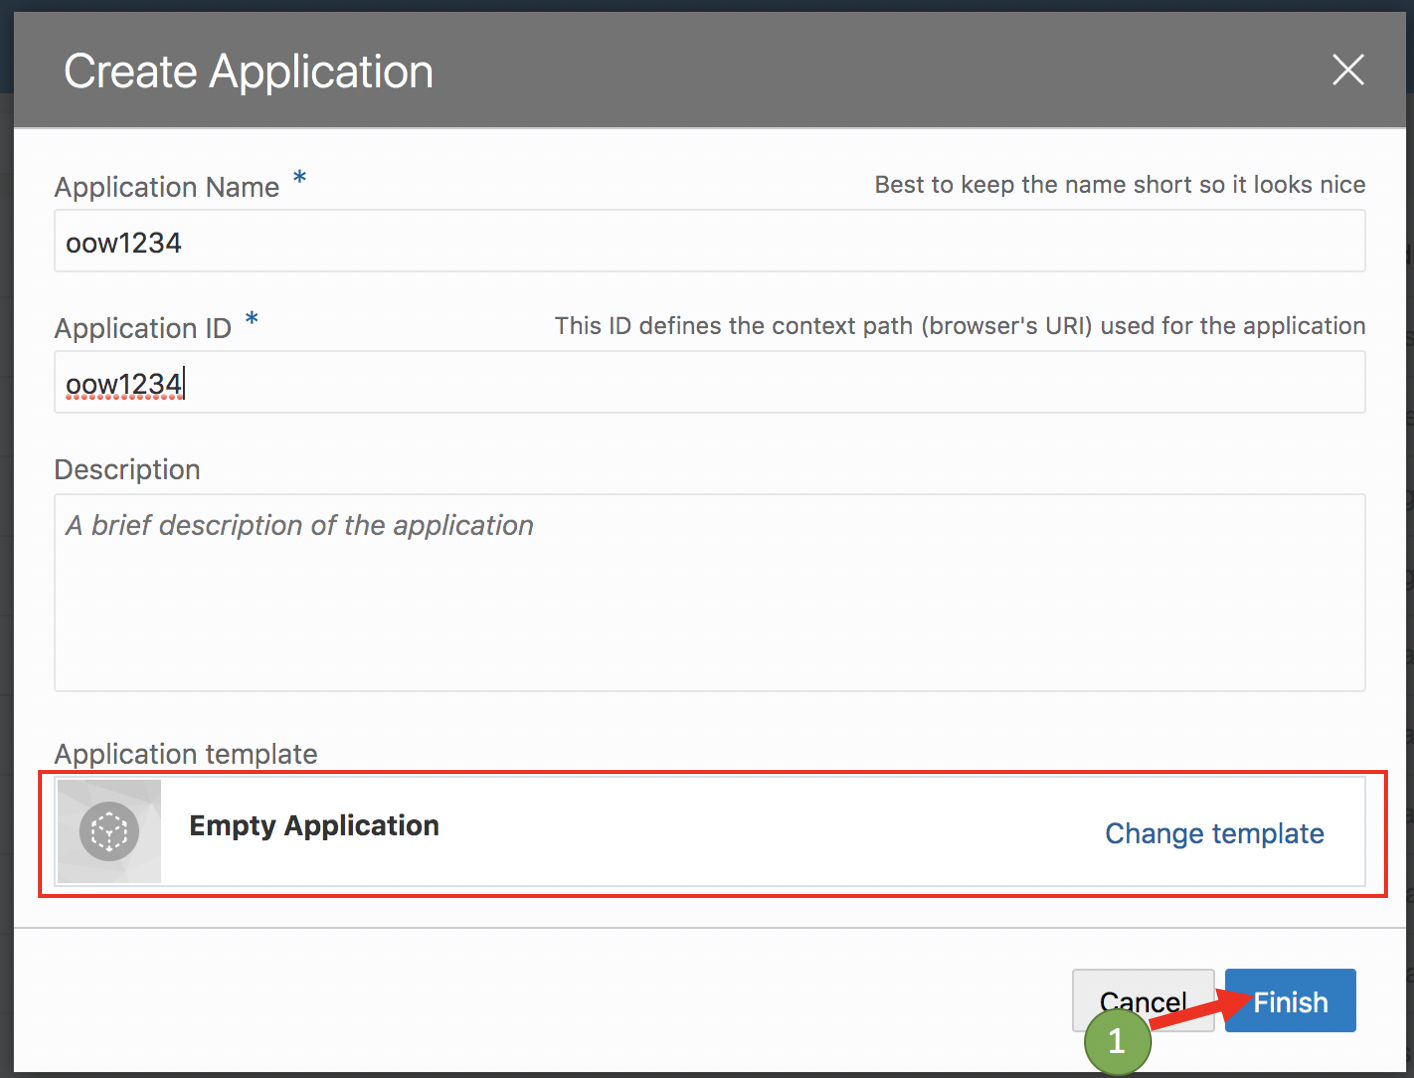 Create Application
Application Name *
Best to keep the name short so it looks nice
oow1234
Application ID *
This ID defines the context path (browser's URI) used for the application
oow1234
Description
A brief description of the application
Application template
Empty Application
Change template
Cancel
Finish
1